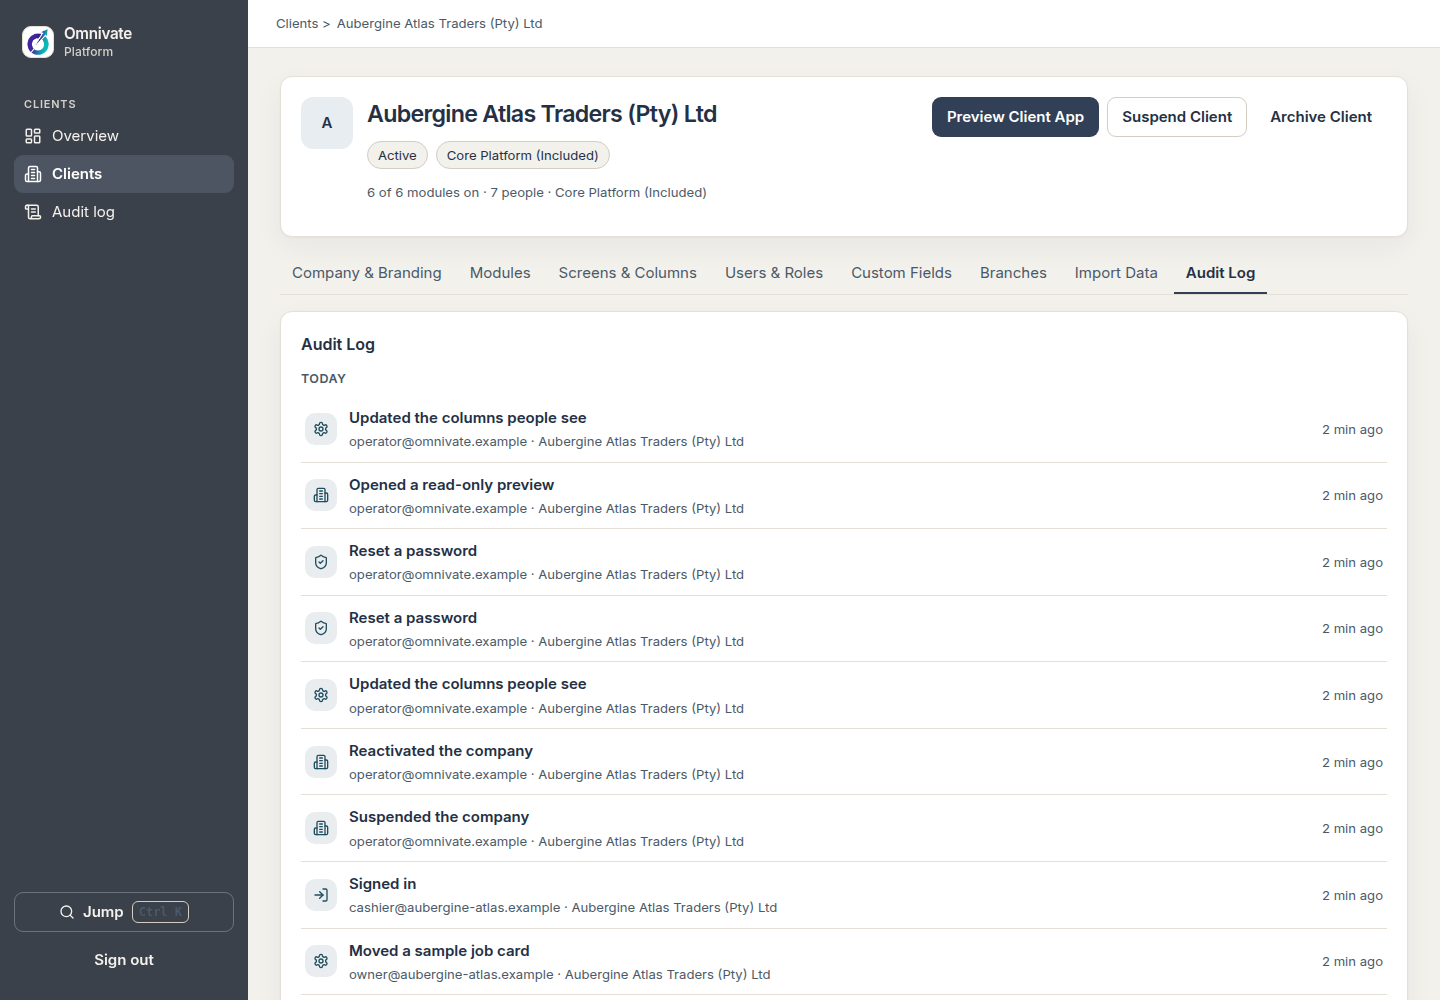 Omnivate
Platform
CLIENTS
Overview
Clients
Audit log
Jump Ctrl K
Sign out
Clients > Aubergine Atlas Traders (Pty) Ltd
A
Aubergine Atlas Traders (Pty) Ltd
Active
Core Platform (Included)
6 of 6 modules on · 7 people · Core Platform (Included)
Preview Client App
Suspend Client
Archive Client
Company & Branding
Modules
Screens & Columns
Users & Roles
Custom Fields
Branches
Import Data
Audit Log
Audit Log
TODAY
Updated the columns people see
operator@omnivate.example · Aubergine Atlas Traders (Pty) Ltd
2 min ago
Opened a read-only preview
operator@omnivate.example · Aubergine Atlas Traders (Pty) Ltd
2 min ago
Reset a password
operator@omnivate.example · Aubergine Atlas Traders (Pty) Ltd
2 min ago
Reset a password
operator@omnivate.example · Aubergine Atlas Traders (Pty) Ltd
2 min ago
Updated the columns people see
operator@omnivate.example · Aubergine Atlas Traders (Pty) Ltd
2 min ago
Reactivated the company
operator@omnivate.example · Aubergine Atlas Traders (Pty) Ltd
2 min ago
Suspended the company
operator@omnivate.example · Aubergine Atlas Traders (Pty) Ltd
2 min ago
Signed in
cashier@aubergine-atlas.example · Aubergine Atlas Traders (Pty) Ltd
2 min ago
Moved a sample job card
owner@aubergine-atlas.example · Aubergine Atlas Traders (Pty) Ltd
2 min ago